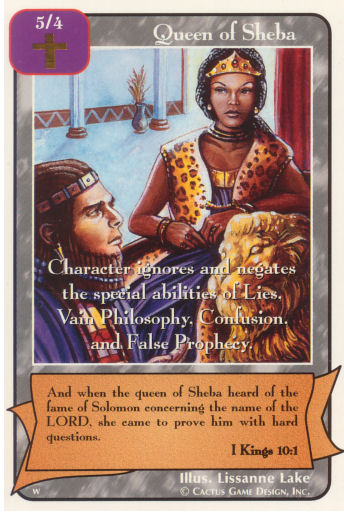 5/4
Queen of Sheba
Character ignores and negates
the special abilities of Lies,
Vain Philosophy, Confusion,
and False Prophecy.
And when the queen of Sheba heard of the
fame of Solomon concerning the name of the
LORD, she came to prove him with hard
questions.
I Kings 10:1
Illus. Lissanne Lake
W
© CACTUS GAME DESIGN, INC.